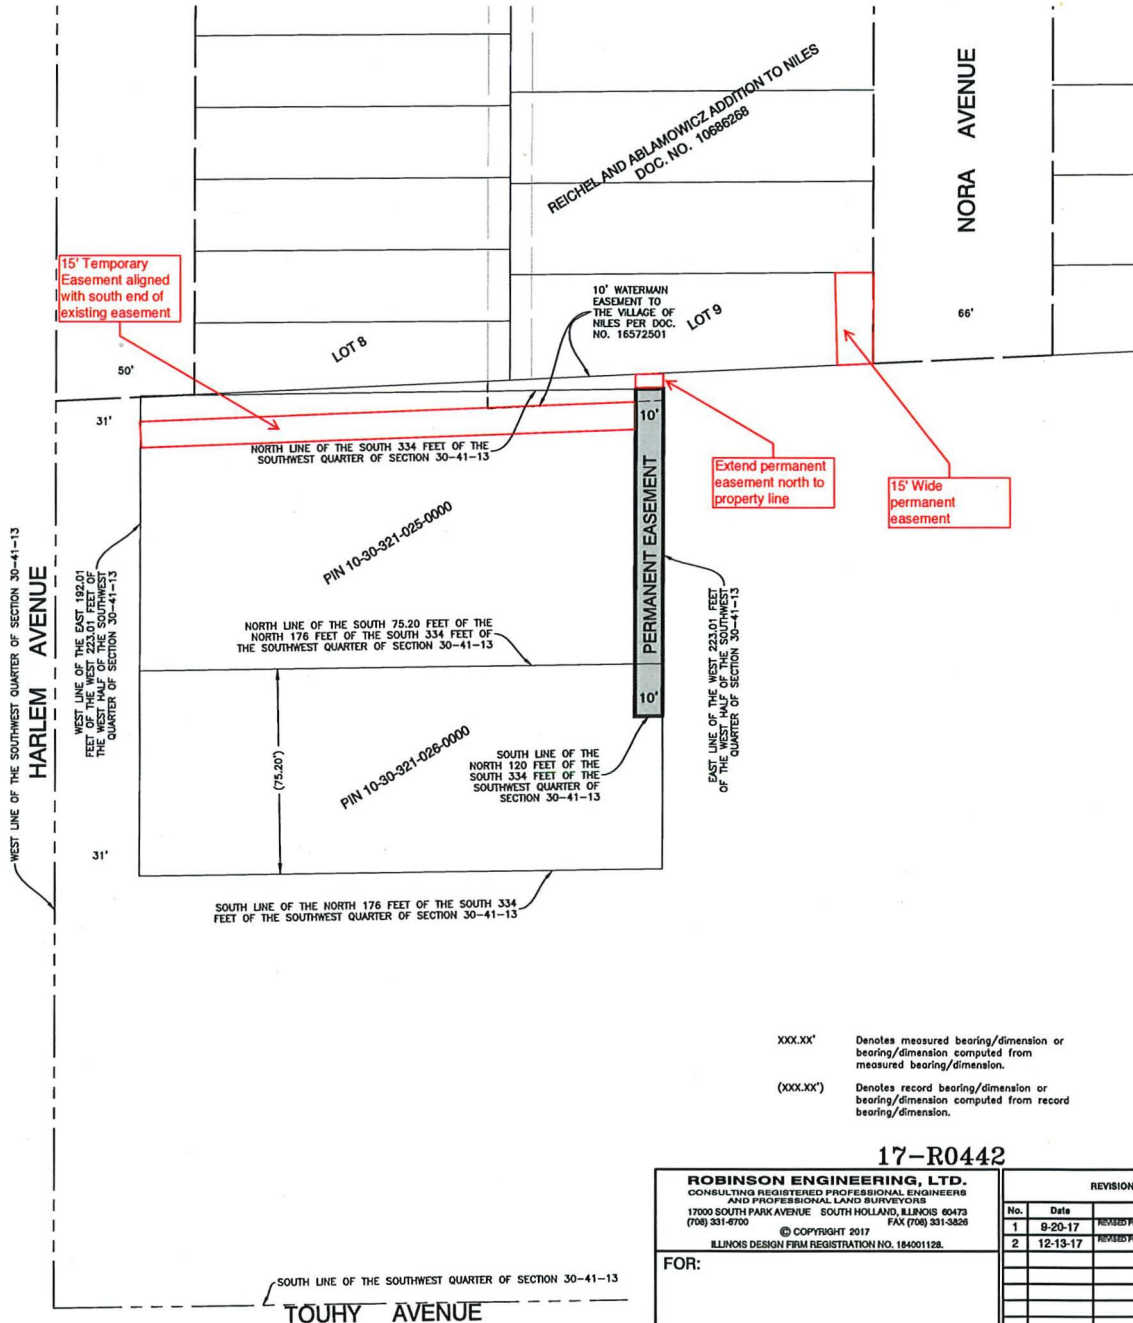 REICHEL AND ABLAMOWICZ ADDITION TO NILES
DOC. NO. 10686268
NORA AVENUE
66'
15' Temporary
Easement aligned
with south end of
existing easement
50'
LOT 8
10' WATERMAIN
EASEMENT TO
THE VILLAGE OF
NILES PER DOC.
NO. 16572501
LOT 9
31'
10'
NORTH LINE OF THE SOUTH 334 FEET OF THE
SOUTHWEST QUARTER OF SECTION 30-41-13
Extend permanent
easement north to
property line
15' Wide
permanent
easement
PERMANENT EASEMENT
PIN 10-30-321-025-0000
WEST LINE OF THE SOUTHWEST QUARTER OF SECTION 30-41-13
HARLEM AVENUE
WEST LINE OF THE EAST 192.01
FEET OF THE WEST 223.01 FEET OF
THE WEST HALF OF THE SOUTHWEST
QUARTER OF SECTION 30-41-13
NORTH LINE OF THE SOUTH 75.20 FEET OF THE
NORTH 176 FEET OF THE SOUTH 334 FEET OF
THE SOUTHWEST QUARTER OF SECTION 30-41-13
EAST LINE OF THE WEST 223.01 FEET
OF THE WEST HALF OF THE SOUTHWEST
QUARTER OF SECTION 30-41-13
10'
(75.20')
PIN 10-30-321-026-0000
SOUTH LINE OF THE
NORTH 120 FEET OF THE
SOUTH 334 FEET OF THE
SOUTHWEST QUARTER OF
SECTION 30-41-13
31'
SOUTH LINE OF THE NORTH 176 FEET OF THE SOUTH 334
FEET OF THE SOUTHWEST QUARTER OF SECTION 30-41-13
XXX.XX' Denotes measured bearing/dimension or
bearing/dimension computed from
measured bearing/dimension.
(XXX.XX') Denotes record bearing/dimension or
bearing/dimension computed from record
bearing/dimension.
17-R0442
ROBINSON ENGINEERING, LTD.
CONSULTING REGISTERED PROFESSIONAL ENGINEERS
AND PROFESSIONAL LAND SURVEYORS
17000 SOUTH PARK AVENUE SOUTH HOLLAND, ILLINOIS 60473
(708) 331-6700 FAX (708) 331-3826
© COPYRIGHT 2017
ILLINOIS DESIGN FIRM REGISTRATION NO. 184001128.
FOR:
REVISION
No. Date
1 9-20-17 REVISED
2 12-13-17 REVISED
SOUTH LINE OF THE SOUTHWEST QUARTER OF SECTION 30-41-13
TOUHY AVENUE